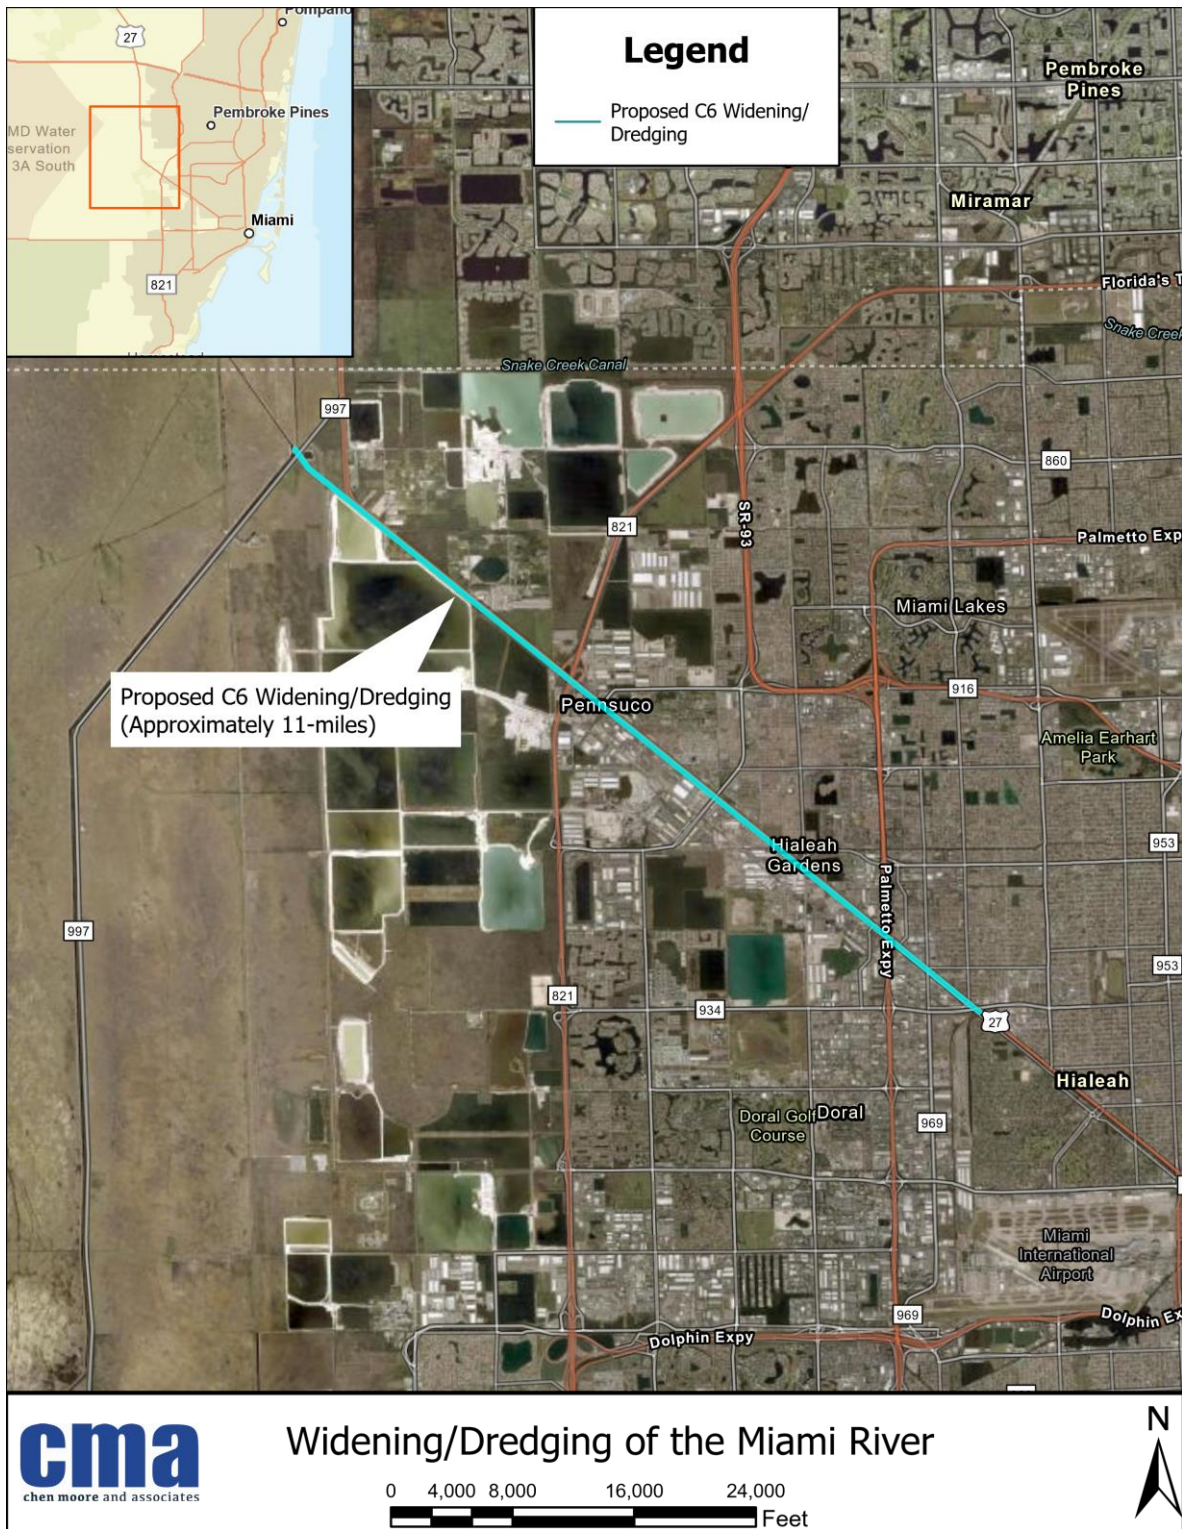 Pompano
27
Pembroke Pines
MD Water
servation
3A South
Miami
821
Legend
Proposed C6 Widening/
Dredging
Pembroke
Pines
Miramar
Florida's T
Snake Creek
Snake Creek Canal
997
860
SR-93
821
Palmetto Exp
Miami Lakes
Proposed C6 Widening/Dredging
(Approximately 11-miles)
916
Pennsuco
Amelia Earhart
Park
Hialeah
Gardens
953
Palmetto Expy
997
953
821
934
27
Hialeah
Doral Golf
Course
Doral
969
Miami
International
Airport
969
Dolphin Ex
Dolphin Expy
cma
chen moore and associates
Widening/Dredging of the Miami River
0 4,000 8,000 16,000 24,000
Feet
N